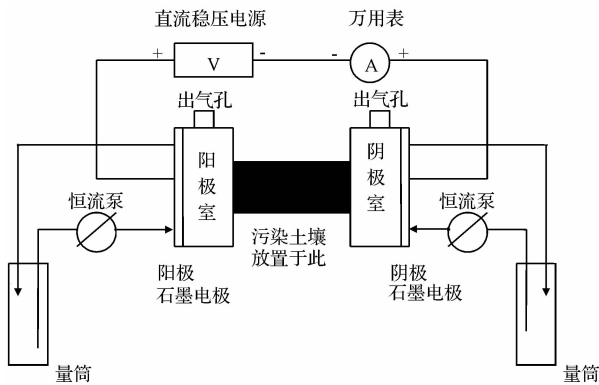 直流稳压电源
万用表
+
V
-
-
A
+
出气孔
出气孔
阳极室
阴极室
恒流泵
恒流泵
污染土壤
放置于此
阳极
石墨电极
阴极
石墨电极
量筒
量筒